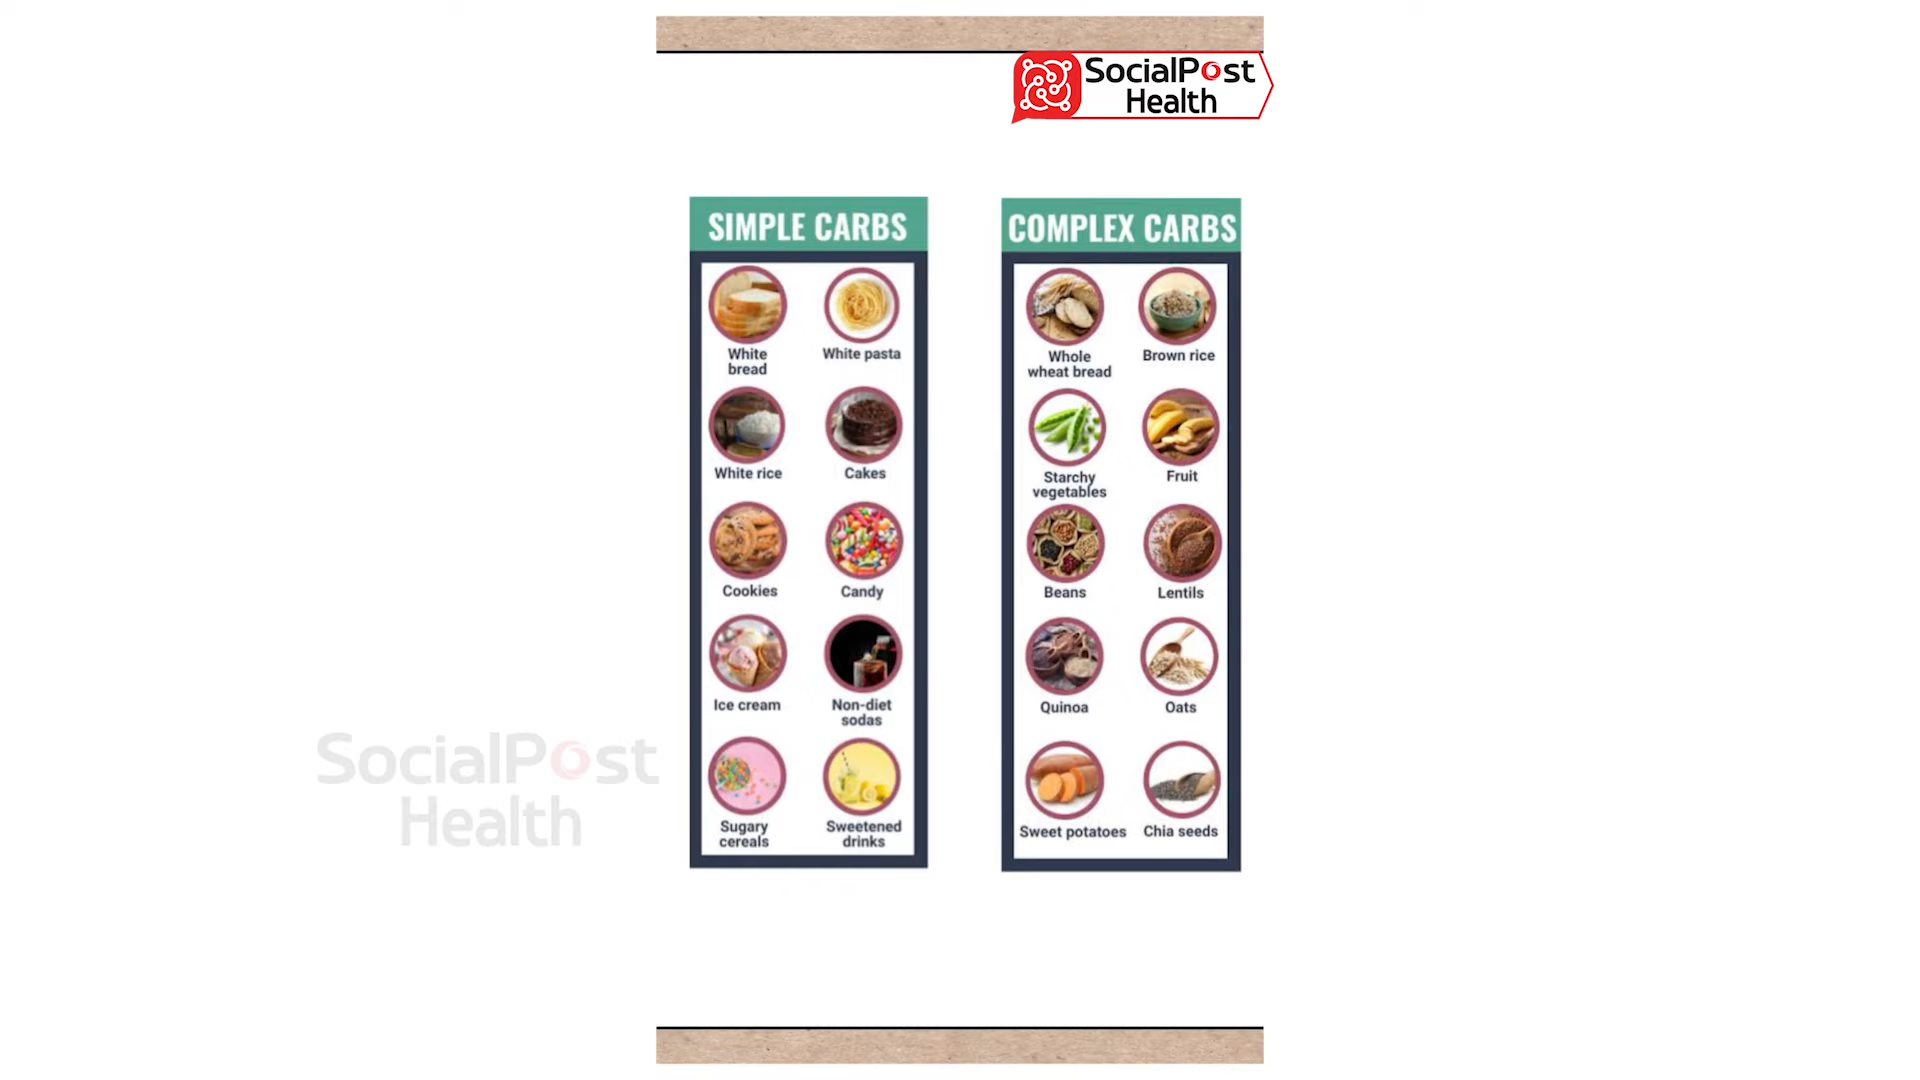 SocialPost
Health
SIMPLE CARBS
White
bread
White pasta
White rice
Cakes
Cookies
Candy
Ice cream
Non-diet
sodas
Sugary
cereals
Sweetened
drinks
COMPLEX CARBS
Whole
wheat bread
Brown rice
Starchy
vegetables
Fruit
Beans
Lentils
Quinoa
Oats
Sweet potatoes
Chia seeds
SocialPost
Health